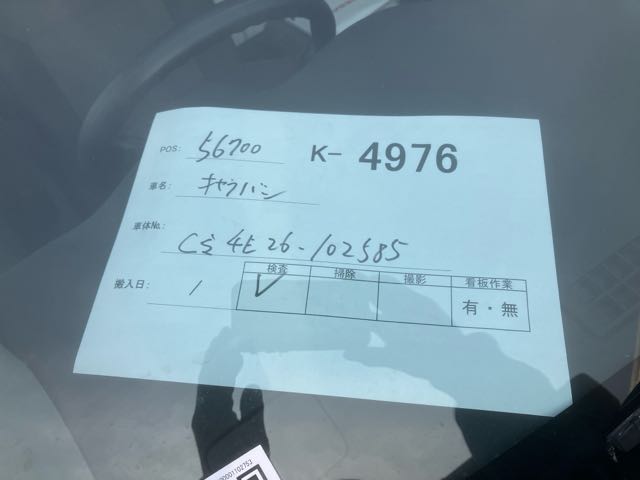 POS: 56700
K- 4976
車名: キャラバン
車体No.: CS4E26-102585
搬入日: /
検査 掃除 撮影 看板作業
✓ 有・無
0001102753